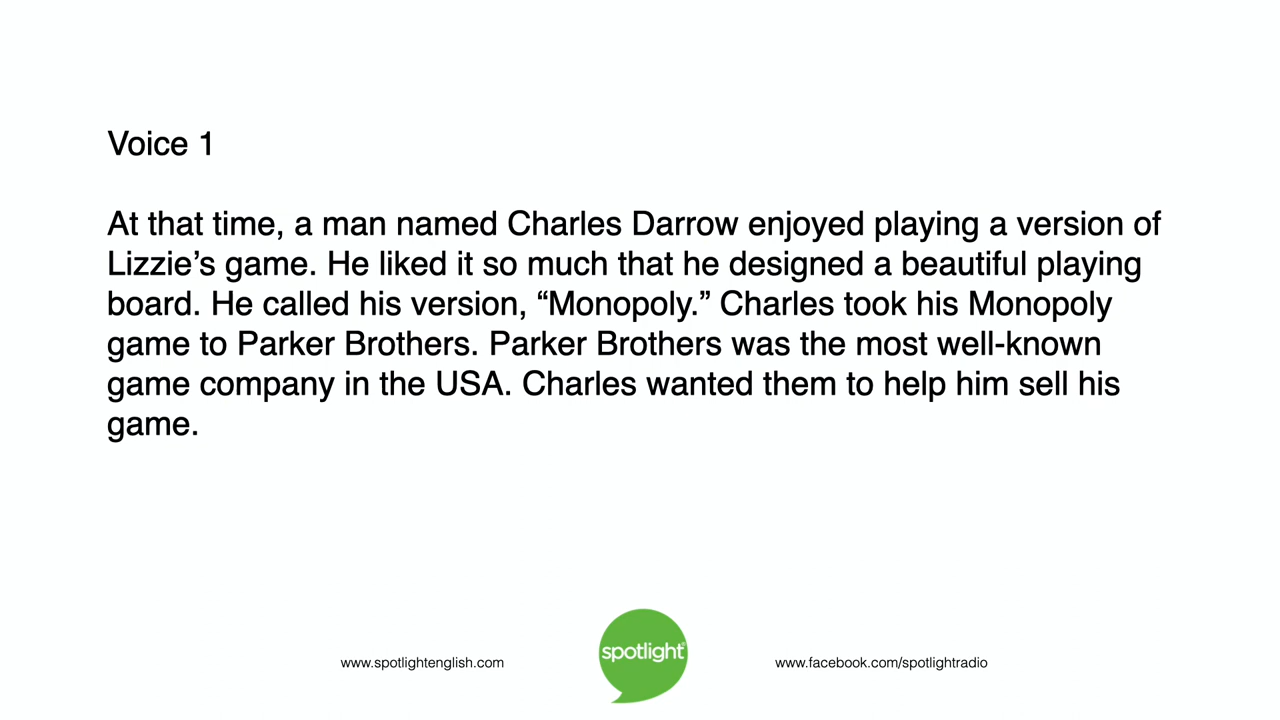 Voice 1
At that time, a man named Charles Darrow enjoyed playing a version of
Lizzie’s game. He liked it so much that he designed a beautiful playing
board. He called his version, “Monopoly.” Charles took his Monopoly
game to Parker Brothers. Parker Brothers was the most well-known
game company in the USA. Charles wanted them to help him sell his
game.
www.spotlightenglish.com
spotlight
www.facebook.com/spotlightradio